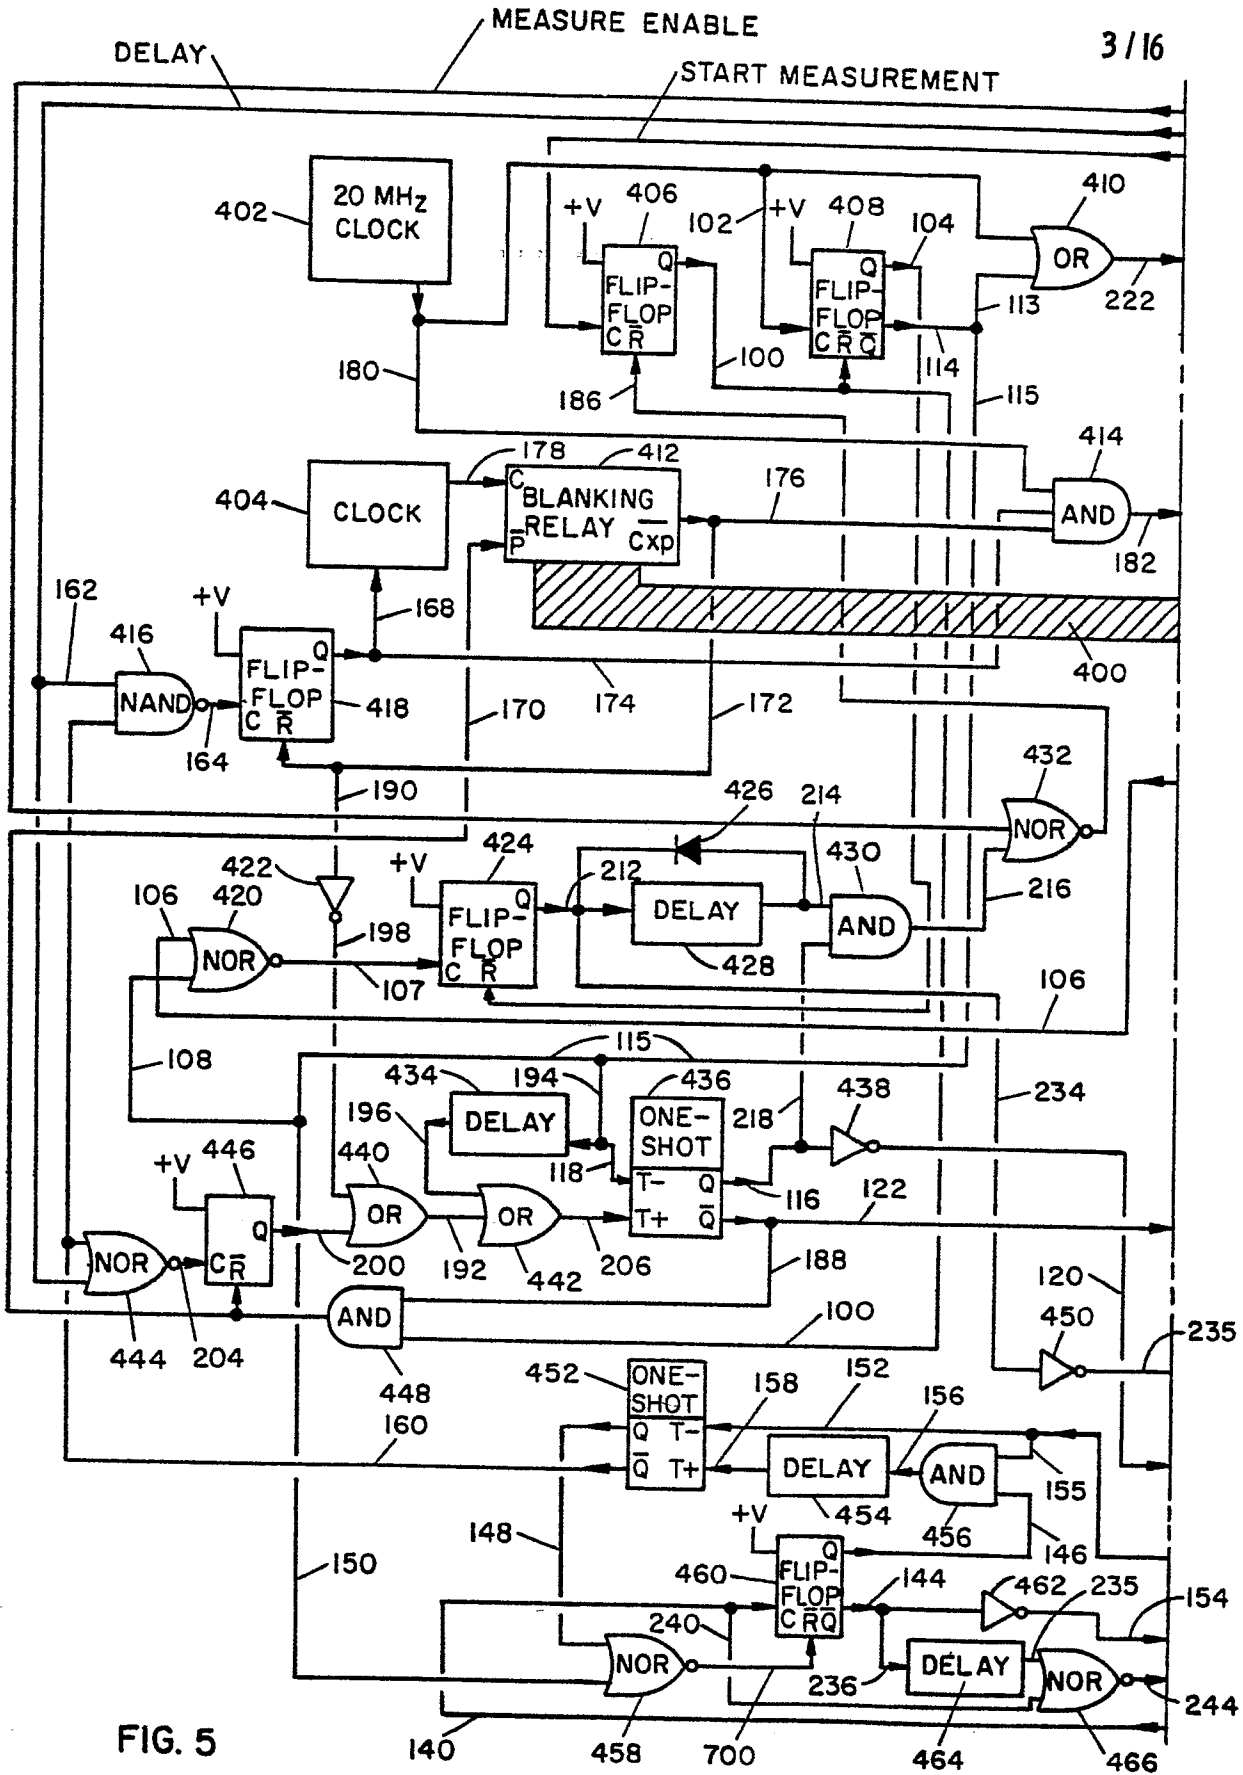 MEASURE ENABLE
3/16
DELAY
START MEASUREMENT
20 MHz
CLOCK
402
+V
406
102
+V
408
104
410
Q
FLIP-
FLOP
C R̅
Q
FLIP-
FLOP
C R̅ Q̅
OR
222
113
180
186
100
114
115
178
412
414
404
CLOCK
C
BLANKING
RELAY
P̅
C̅x̅p̅
176
AND
182
162
+V
168
416
NAND
Q
FLIP-
FLOP
C R̅
418
170
174
172
400
164
190
432
426
214
NOR
422
+V
424
430
106
420
212
216
Q
FLIP-
FLOP
C R̅
DELAY
AND
NOR
198
428
107
106
108
115
434
194
436
438
234
196
DELAY
ONE-
SHOT
218
+V
446
440
118
T- Q
116
122
OR
OR
T+ Q̅
Q
NOR
C R̅
200
192
442
206
188
120
AND
100
450
235
444
204
448
452
ONE-
SHOT
158
152
156
160
Q T-
Q̅ T+
DELAY
AND
155
454
456
+V
148
146
150
460
Q
FLIP-
FLOP
C R̅ Q̅
144
462
235
154
240
NOR
DELAY
NOR
236
244
FIG. 5
140
458
700
464
466